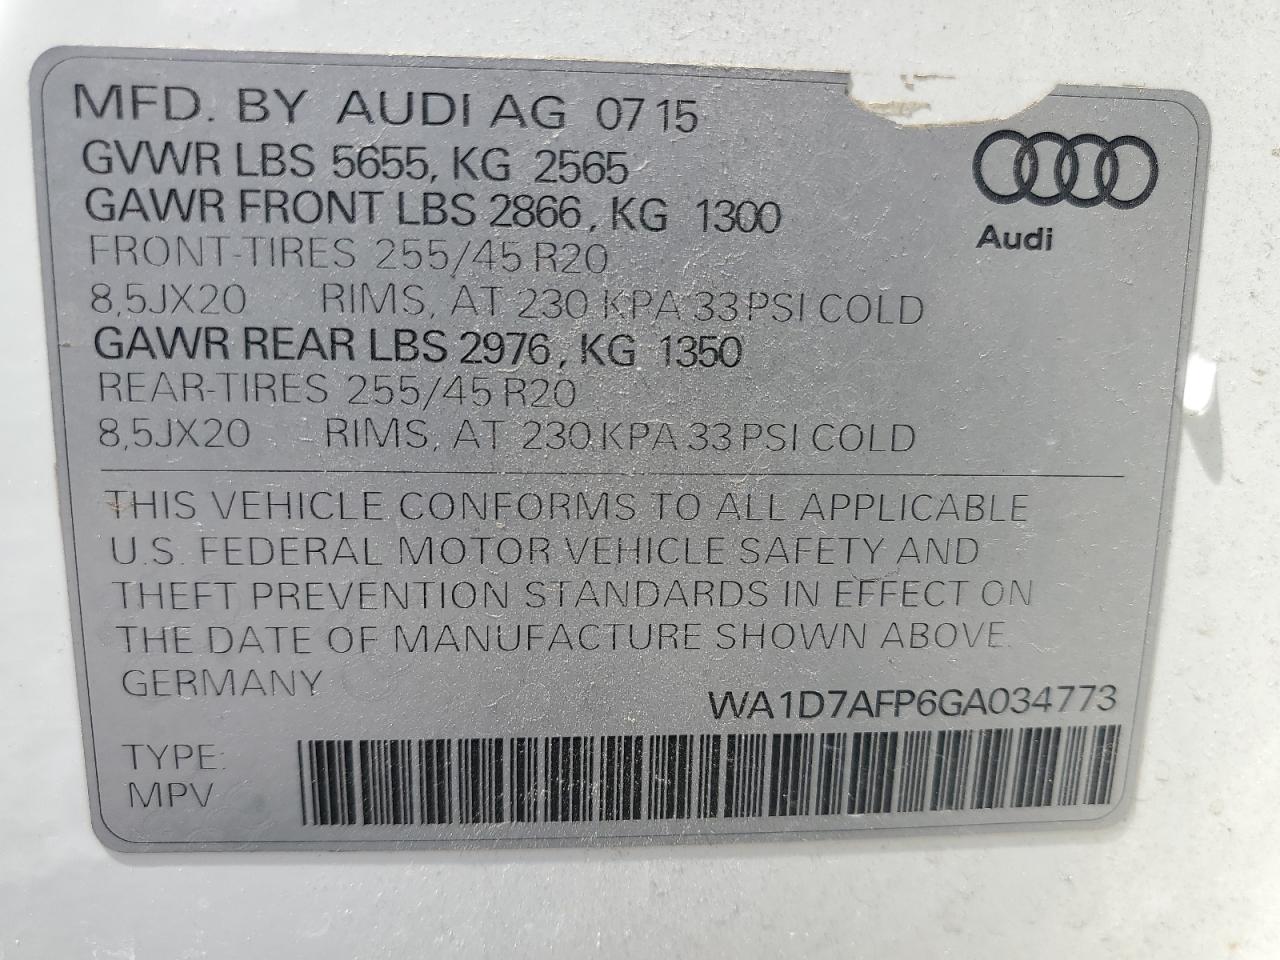 MFD. BY AUDI AG 07 15
GVWR LBS 5655, KG 2565
GAWR FRONT LBS 2866, KG 1300
FRONT-TIRES 255/45 R20
8,5JX20 RIMS, AT 230 KPA 33 PSI COLD
GAWR REAR LBS 2976, KG 1350
REAR-TIRES 255/45 R20
8,5JX20 RIMS, AT 230 KPA 33 PSI COLD
Audi
THIS VEHICLE CONFORMS TO ALL APPLICABLE
U.S. FEDERAL MOTOR VEHICLE SAFETY AND
THEFT PREVENTION STANDARDS IN EFFECT ON
THE DATE OF MANUFACTURE SHOWN ABOVE.
GERMANY
WA1D7AFP6GA034773
TYPE:
MPV